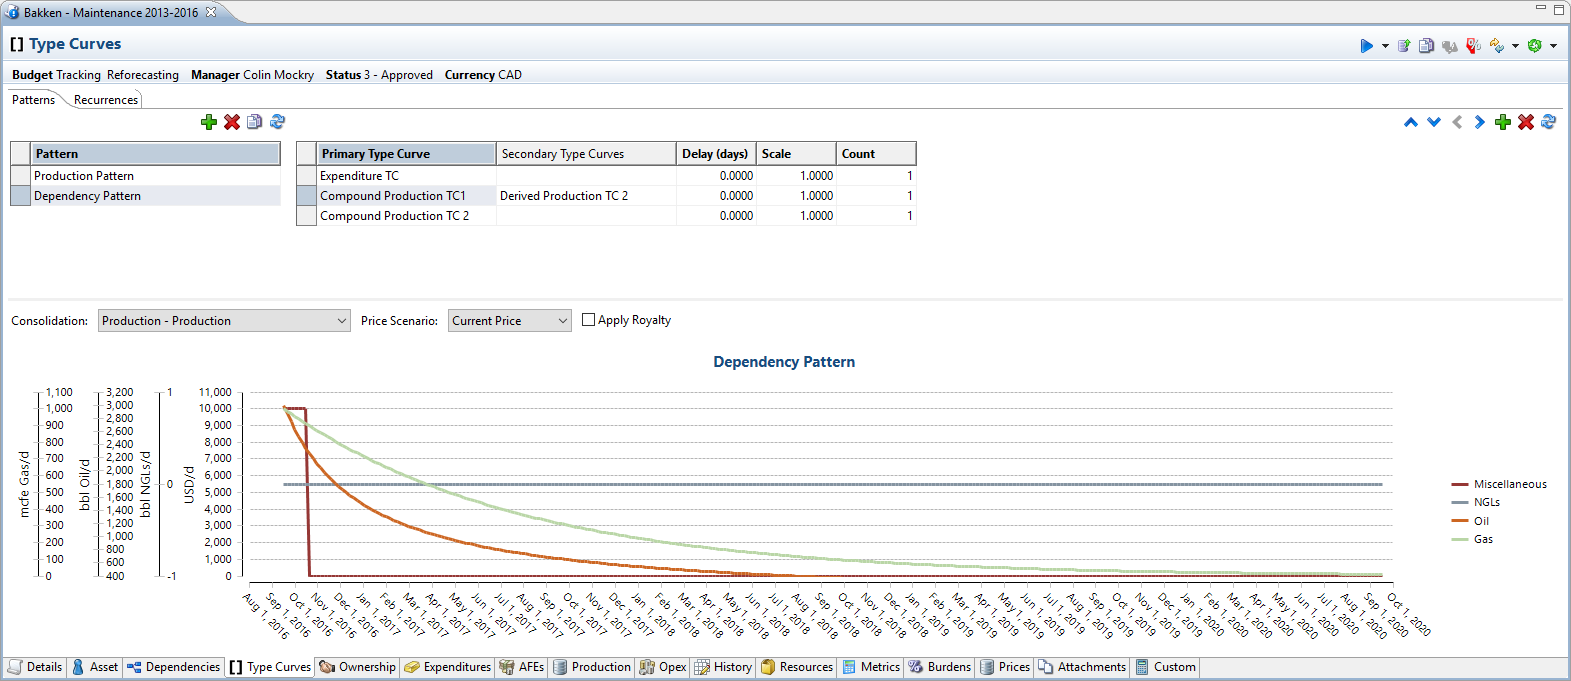 Bakken - Maintenance 2013-2016
[] Type Curves
Budget Tracking Reforecasting Manager Colin Mockry Status 3 - Approved Currency CAD
Patterns Recurrences
Pattern
Production Pattern
Dependency Pattern
Primary Type Curve Secondary Type Curves Delay (days) Scale Count
Expenditure TC 0.0000 1.0000 1
Compound Production TC1 Derived Production TC 2 0.0000 1.0000 1
Compound Production TC 2 0.0000 1.0000 1
Consolidation: Production - Production Price Scenario: Current Price Apply Royalty
Dependency Pattern
mcfe Gas/d
1,100
1,000
900
800
700
600
500
400
300
200
100
0
bbl Oil/d
3,200
3,000
2,800
2,600
2,400
2,200
2,000
1,800
1,600
1,400
1,200
1,000
800
600
400
bbl NGLs/d
1
0
-1
USD/d
11,000
10,000
9,000
8,000
7,000
6,000
5,000
4,000
3,000
2,000
1,000
0
Aug 1, 2016
Sep 1, 2016
Oct 1, 2016
Nov 1, 2016
Dec 1, 2016
Jan 1, 2017
Feb 1, 2017
Mar 1, 2017
Apr 1, 2017
May 1, 2017
Jun 1, 2017
Jul 1, 2017
Aug 1, 2017
Sep 1, 2017
Oct 1, 2017
Nov 1, 2017
Dec 1, 2017
Jan 1, 2018
Feb 1, 2018
Mar 1, 2018
Apr 1, 2018
May 1, 2018
Jun 1, 2018
Jul 1, 2018
Aug 1, 2018
Sep 1, 2018
Oct 1, 2018
Nov 1, 2018
Dec 1, 2018
Jan 1, 2019
Feb 1, 2019
Mar 1, 2019
Apr 1, 2019
May 1, 2019
Jun 1, 2019
Jul 1, 2019
Aug 1, 2019
Sep 1, 2019
Oct 1, 2019
Nov 1, 2019
Dec 1, 2019
Jan 1, 2020
Feb 1, 2020
Mar 1, 2020
Apr 1, 2020
May 1, 2020
Jun 1, 2020
Jul 1, 2020
Aug 1, 2020
Sep 1, 2020
Oct 1, 2020
Miscellaneous
NGLs
Oil
Gas
Details Asset Dependencies [] Type Curves Ownership Expenditures AFEs Production Opex History Resources Metrics Burdens Prices Attachments Custom